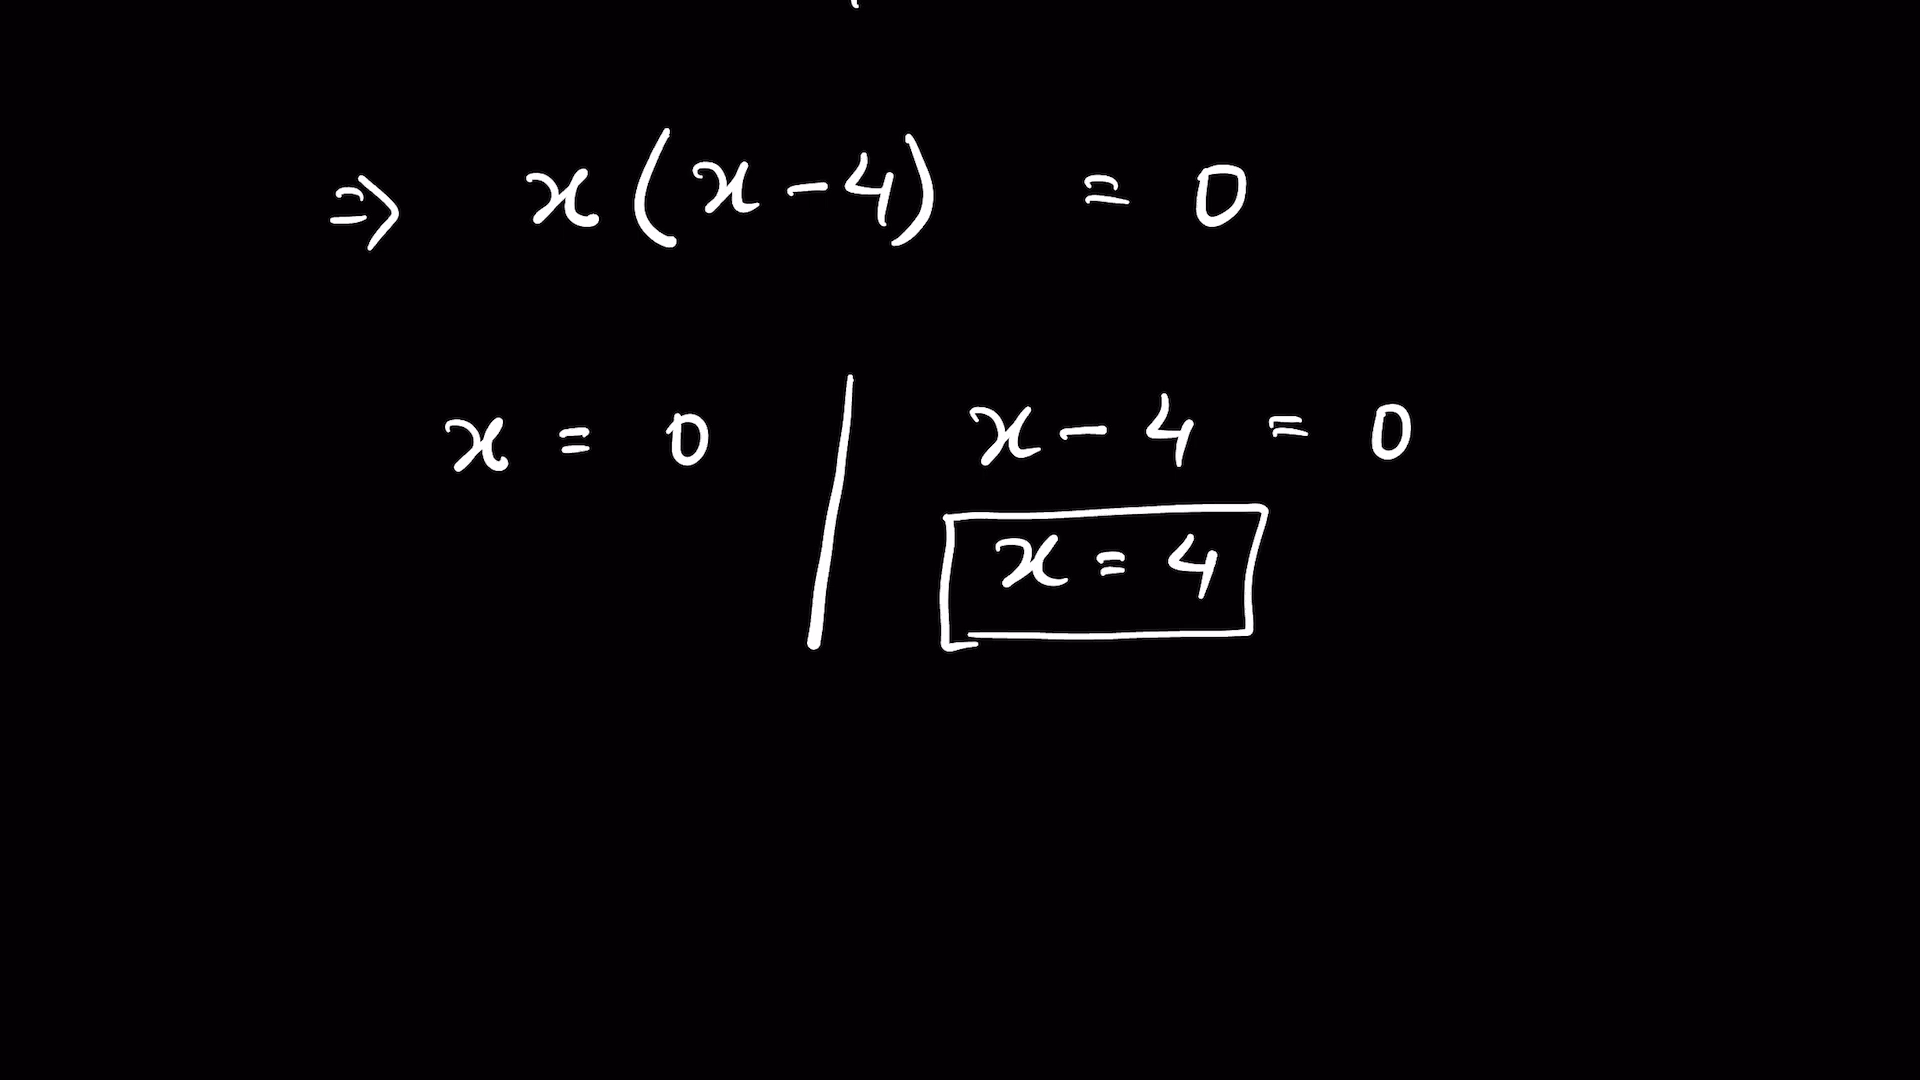 ⇒ x(x-4) = 0
x = 0 | x-4 = 0
x = 4